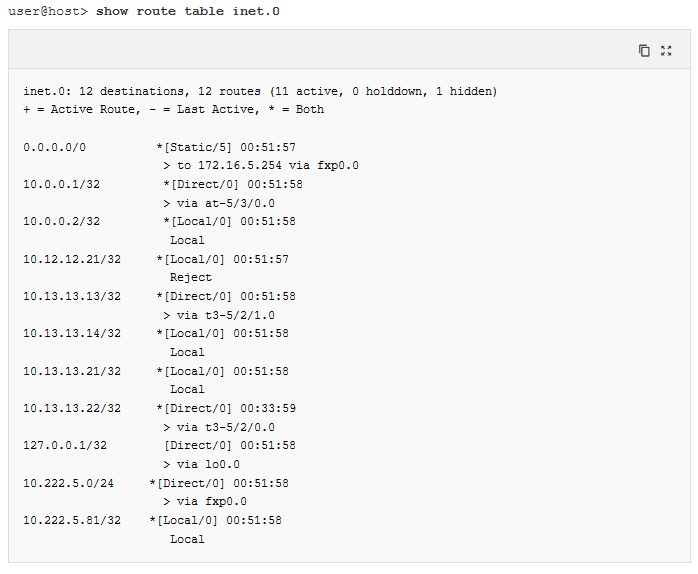 user@host> show route table inet.0
inet.0: 12 destinations, 12 routes (11 active, 0 holddown, 1 hidden)
+ = Active Route, - = Last Active, * = Both
0.0.0.0/0 *[Static/5] 00:51:57
> to 172.16.5.254 via fxp0.0
10.0.0.1/32 *[Direct/0] 00:51:58
> via at-5/3/0.0
10.0.0.2/32 *[Local/0] 00:51:58
Local
10.12.12.21/32 *[Local/0] 00:51:57
Reject
10.13.13.13/32 *[Direct/0] 00:51:58
> via t3-5/2/1.0
10.13.13.14/32 *[Local/0] 00:51:58
Local
10.13.13.21/32 *[Local/0] 00:51:58
Local
10.13.13.22/32 *[Direct/0] 00:33:59
> via t3-5/2/0.0
127.0.0.1/32 [Direct/0] 00:51:58
> via lo0.0
10.222.5.0/24 *[Direct/0] 00:51:58
> via fxp0.0
10.222.5.81/32 *[Local/0] 00:51:58
Local